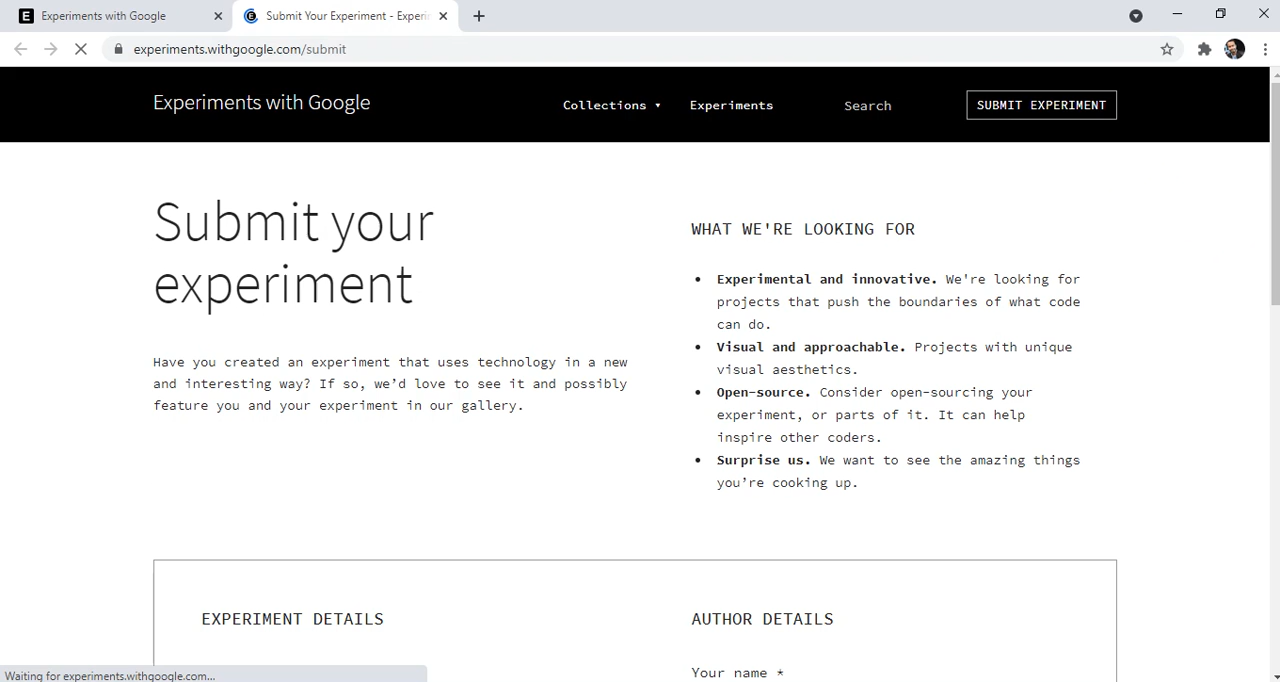 Experiments with Google
Submit Your Experiment - Experim
experiments.withgoogle.com/submit
Experiments with Google
Collections
Experiments
Search
SUBMIT EXPERIMENT
Submit your
experiment
Have you created an experiment that uses technology in a new
and interesting way? If so, we’d love to see it and possibly
feature you and your experiment in our gallery.
WHAT WE'RE LOOKING FOR
• Experimental and innovative. We're looking for
projects that push the boundaries of what code
can do.
• Visual and approachable. Projects with unique
visual aesthetics.
• Open-source. Consider open-sourcing your
experiment, or parts of it. It can help
inspire other coders.
• Surprise us. We want to see the amazing things
you’re cooking up.
EXPERIMENT DETAILS
AUTHOR DETAILS
Your name *
Waiting for experiments.withgoogle.com...